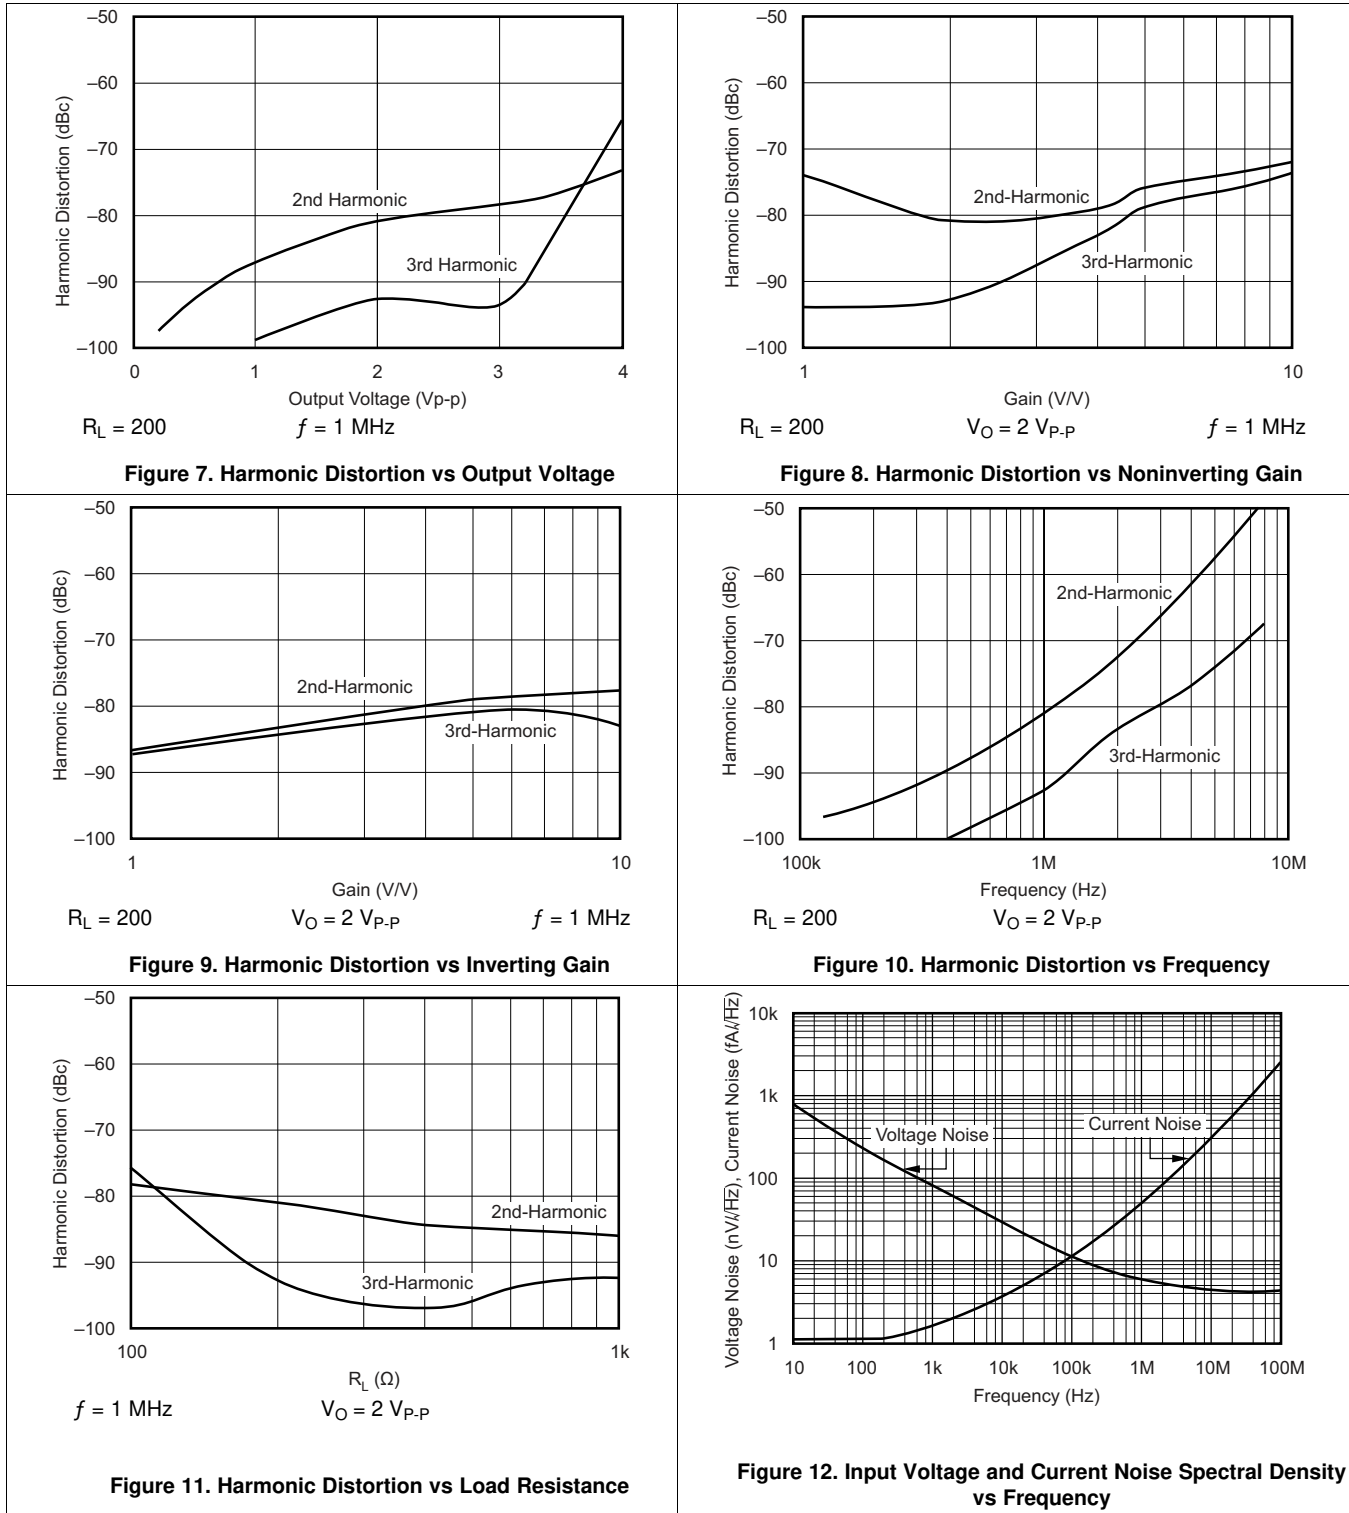 –50
–60
–70
–80
–90
–100
Harmonic Distortion (dBc)
2nd Harmonic
3rd Harmonic
0 1 2 3 4
Output Voltage (Vp-p)
RL = 200 ƒ = 1 MHz
Figure 7. Harmonic Distortion vs Output Voltage
–50
–60
–70
–80
–90
–100
Harmonic Distortion (dBc)
2nd-Harmonic
3rd-Harmonic
1 10
Gain (V/V)
RL = 200 VO = 2 VP-P ƒ = 1 MHz
Figure 8. Harmonic Distortion vs Noninverting Gain
–50
–60
–70
–80
–90
–100
Harmonic Distortion (dBc)
2nd-Harmonic
3rd-Harmonic
1 10
Gain (V/V)
RL = 200 VO = 2 VP-P ƒ = 1 MHz
Figure 9. Harmonic Distortion vs Inverting Gain
–50
–60
–70
–80
–90
–100
Harmonic Distortion (dBc)
2nd-Harmonic
3rd-Harmonic
100k 1M 10M
Frequency (Hz)
RL = 200 VO = 2 VP-P
Figure 10. Harmonic Distortion vs Frequency
–50
–60
–70
–80
–90
–100
Harmonic Distortion (dBc)
2nd-Harmonic
3rd-Harmonic
100 1k
RL (Ω)
ƒ = 1 MHz VO = 2 VP-P
Figure 11. Harmonic Distortion vs Load Resistance
10k
1k
100
10
1
Voltage Noise (nV/√Hz), Current Noise (fA/√Hz)
Voltage Noise
Current Noise
10 100 1k 10k 100k 1M 10M 100M
Frequency (Hz)
Figure 12. Input Voltage and Current Noise Spectral Density
vs Frequency